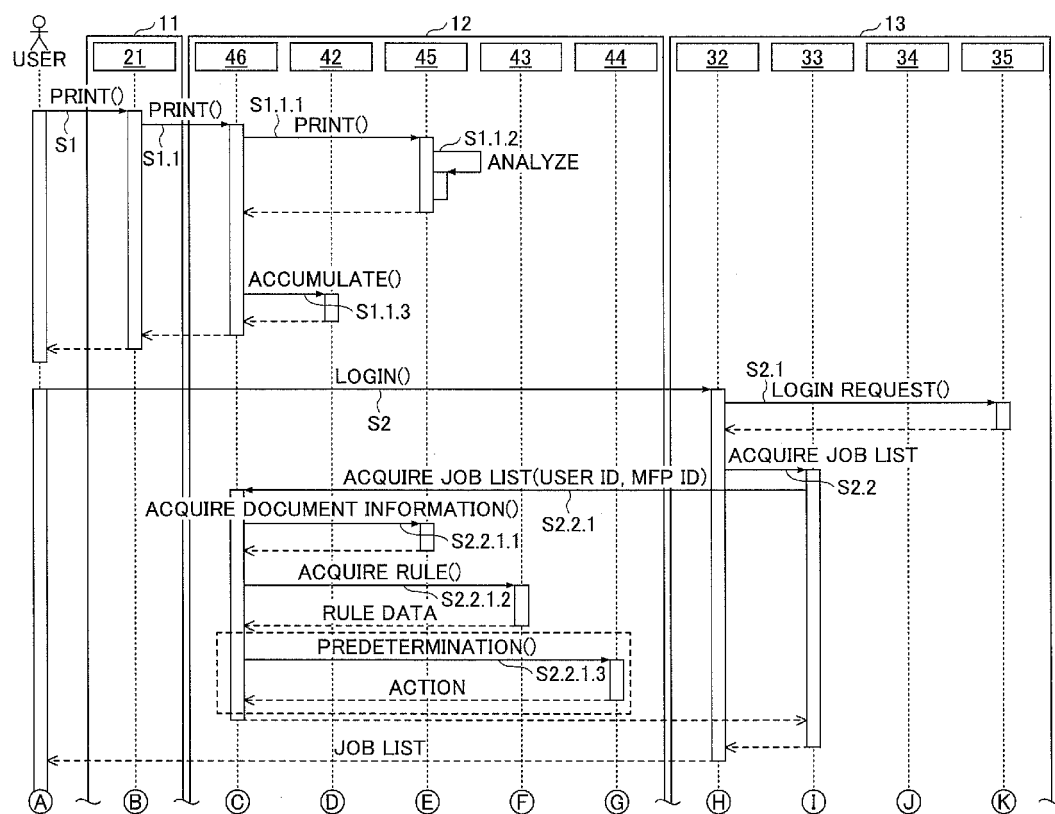 11
12
13
USER
21
46
42
45
43
44
32
33
34
35
PRINT()
S1
PRINT()
S1.1
S1.1.1
PRINT()
S1.1.2
ANALYZE
ACCUMULATE()
S1.1.3
LOGIN()
S2
S2.1
LOGIN REQUEST()
ACQUIRE JOB LIST
S2.2
ACQUIRE JOB LIST(USER ID, MFP ID)
S2.2.1
ACQUIRE DOCUMENT INFORMATION()
S2.2.1.1
ACQUIRE RULE()
S2.2.1.2
RULE DATA
PREDETERMINATION()
S2.2.1.3
ACTION
JOB LIST
A
B
C
D
E
F
G
H
I
J
K